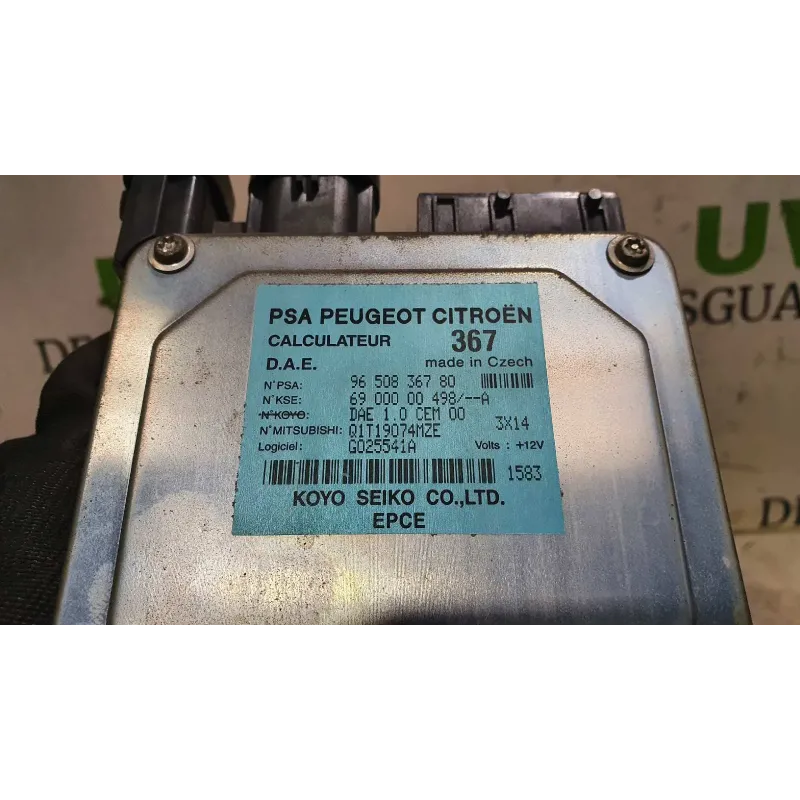 PSA PEUGEOT CITROËN
CALCULATEUR 367
D.A.E. made in Czech
N°PSA: 96 508 367 80
N°KSE: 69 000 00 498/--A
N°KOYO: DAE 1.0 CEM 00
N°MITSUBISHI: Q1T19074MZE 3X14
Logiciel: G025541A Volts : +12V
1583
KOYO SEIKO CO.,LTD.
EPCE